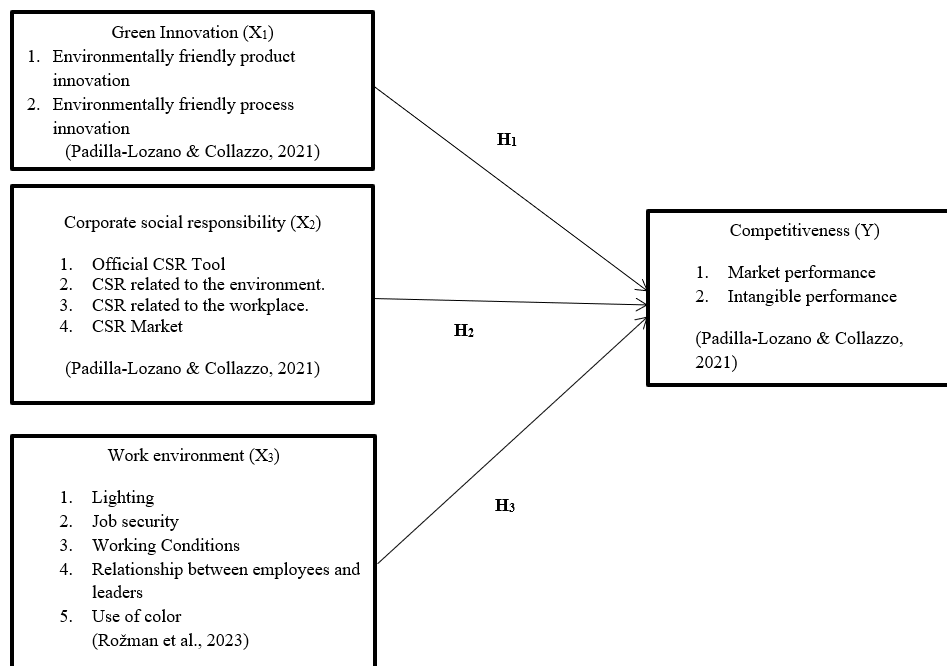 Green Innovation (X₁)
1. Environmentally friendly product
innovation
2. Environmentally friendly process
innovation
(Padilla-Lozano & Collazzo, 2021)
H₁
Corporate social responsibility (X₂)
1. Official CSR Tool
2. CSR related to the environment.
3. CSR related to the workplace.
4. CSR Market
(Padilla-Lozano & Collazzo, 2021)
H₂
Competitiveness (Y)
1. Market performance
2. Intangible performance
(Padilla-Lozano & Collazzo,
2021)
Work environment (X₃)
1. Lighting
2. Job security
3. Working Conditions
4. Relationship between employees and
leaders
5. Use of color
(Rožman et al., 2023)
H₃